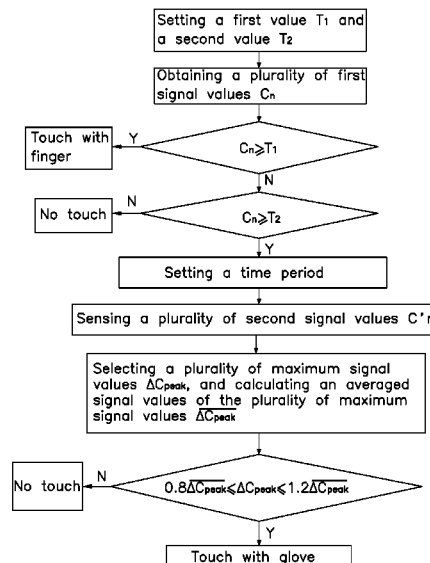 Setting a first value T₁ and
a second value T₂
Obtaining a plurality of first
signal values Cₙ
Touch with
finger
Y
Cₙ⩾T₁
N
No touch
N
Cₙ⩾T₂
Y
Setting a time period
Sensing a plurality of second signal values C'n
Selecting a plurality of maximum signal
values ΔCpeak, and calculating an averaged
signal values of the plurality of maximum
signal values Δ̅C̅p̅e̅a̅k̅
No touch
N
0.8Δ̅C̅p̅e̅a̅k̅⩽ΔCpeak⩽1.2Δ̅C̅p̅e̅a̅k̅
Y
Touch with glove